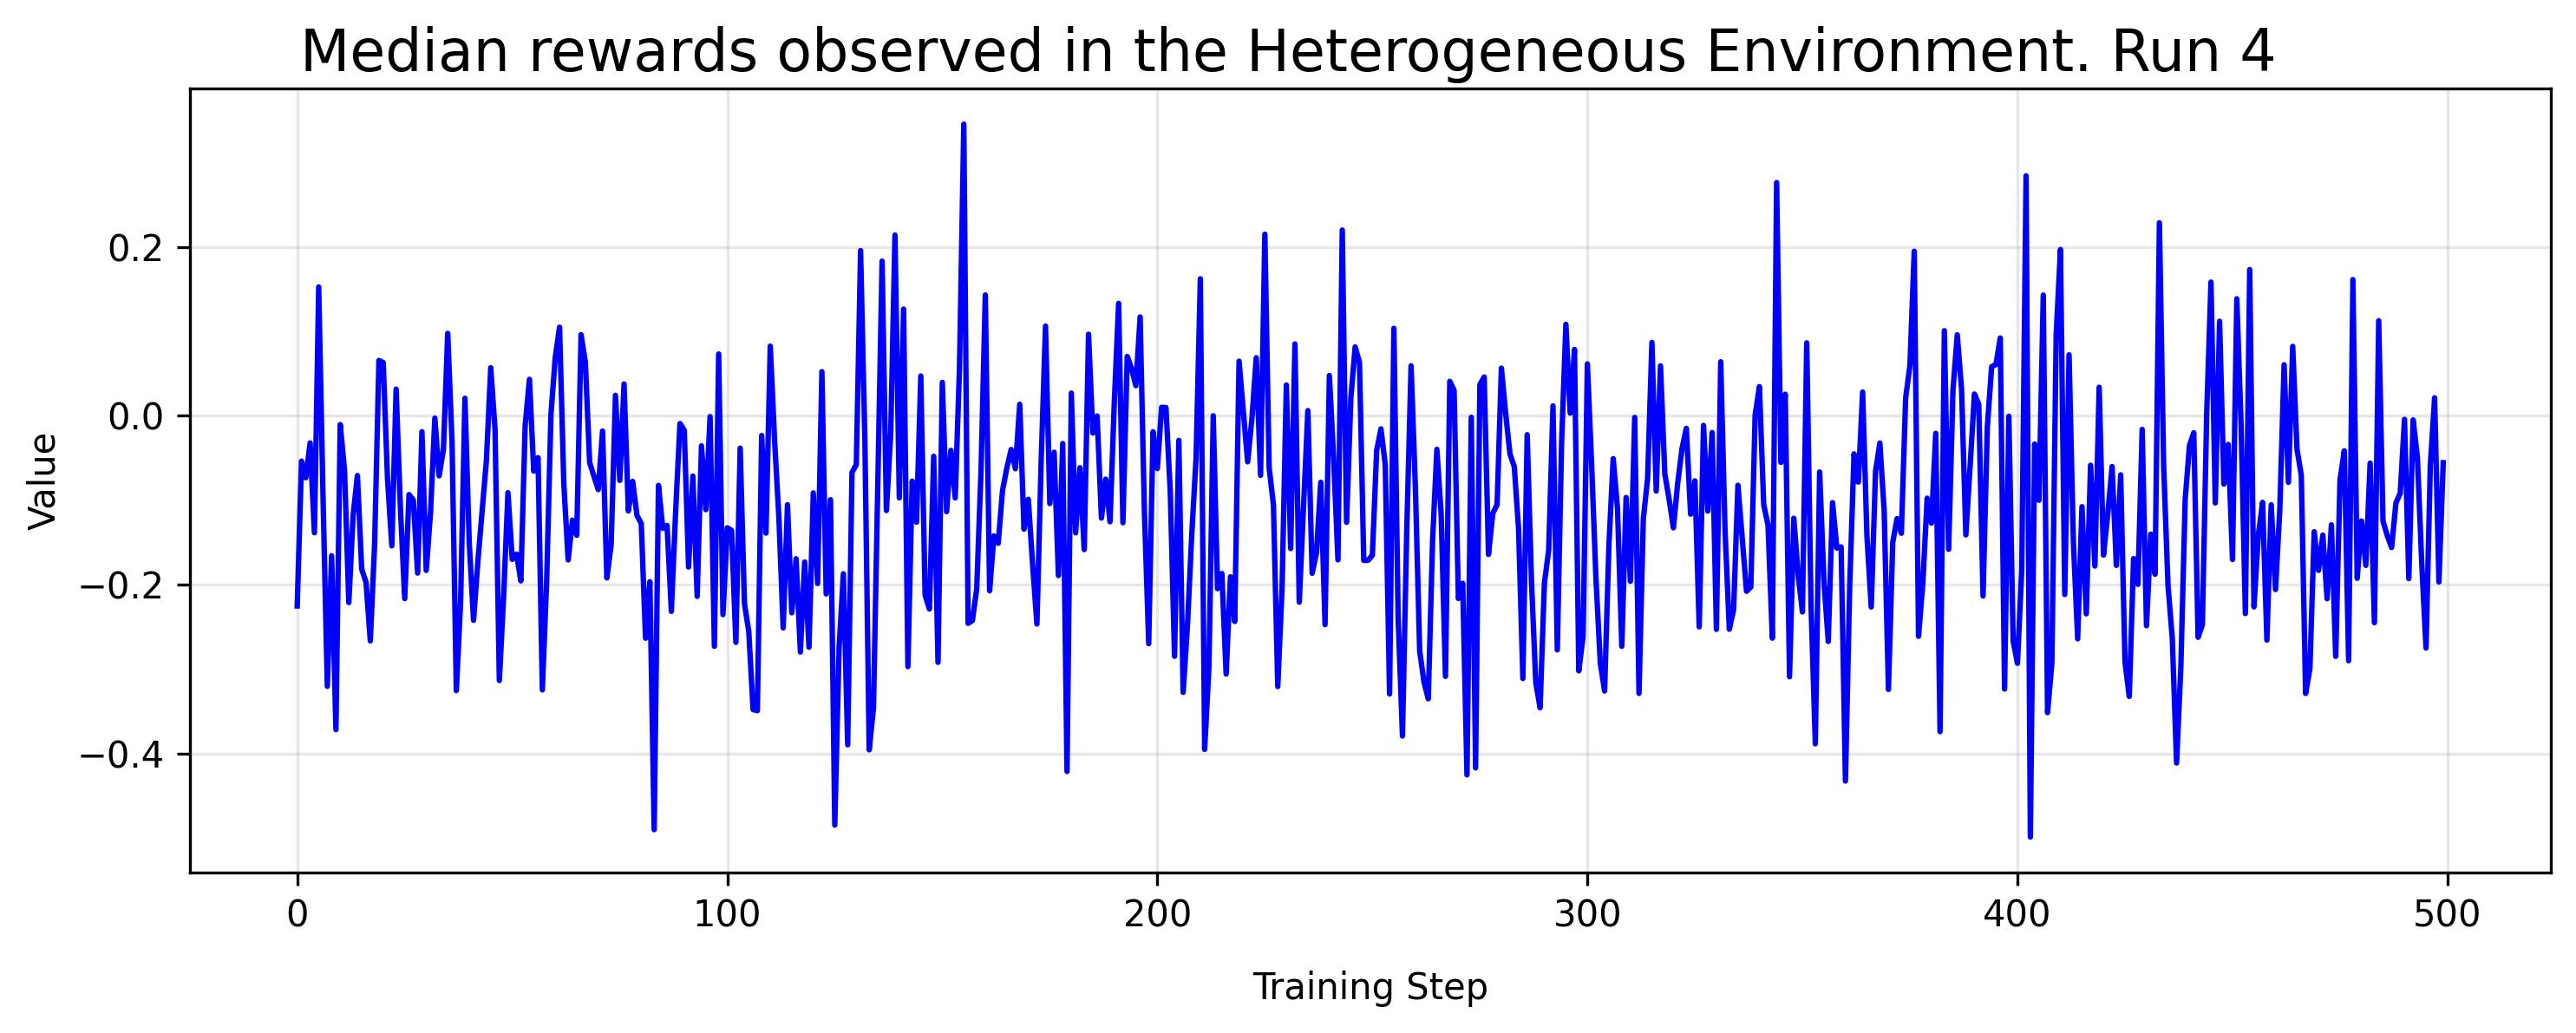 Median rewards observed in the Heterogeneous Environment. Run 4
Value
0.2
0.0
−0.2
−0.4
0 100 200 300 400 500
Training Step